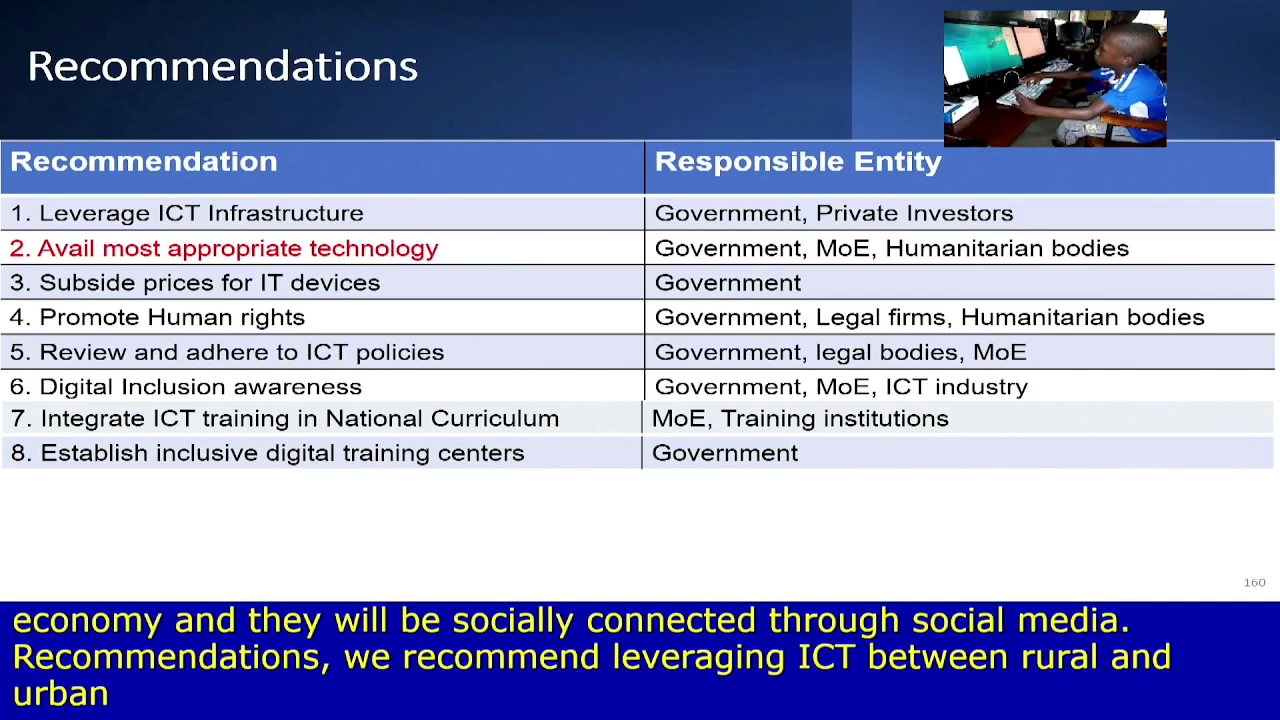 Recommendations
Recommendation Responsible Entity
1. Leverage ICT Infrastructure Government, Private Investors
2. Avail most appropriate technology Government, MoE, Humanitarian bodies
3. Subside prices for IT devices Government
4. Promote Human rights Government, Legal firms, Humanitarian bodies
5. Review and adhere to ICT policies Government, legal bodies, MoE
6. Digital Inclusion awareness Government, MoE, ICT industry
7. Integrate ICT training in National Curriculum MoE, Training institutions
8. Establish inclusive digital training centers Government
160
economy and they will be socially connected through social media.
Recommendations, we recommend leveraging ICT between rural and
urban